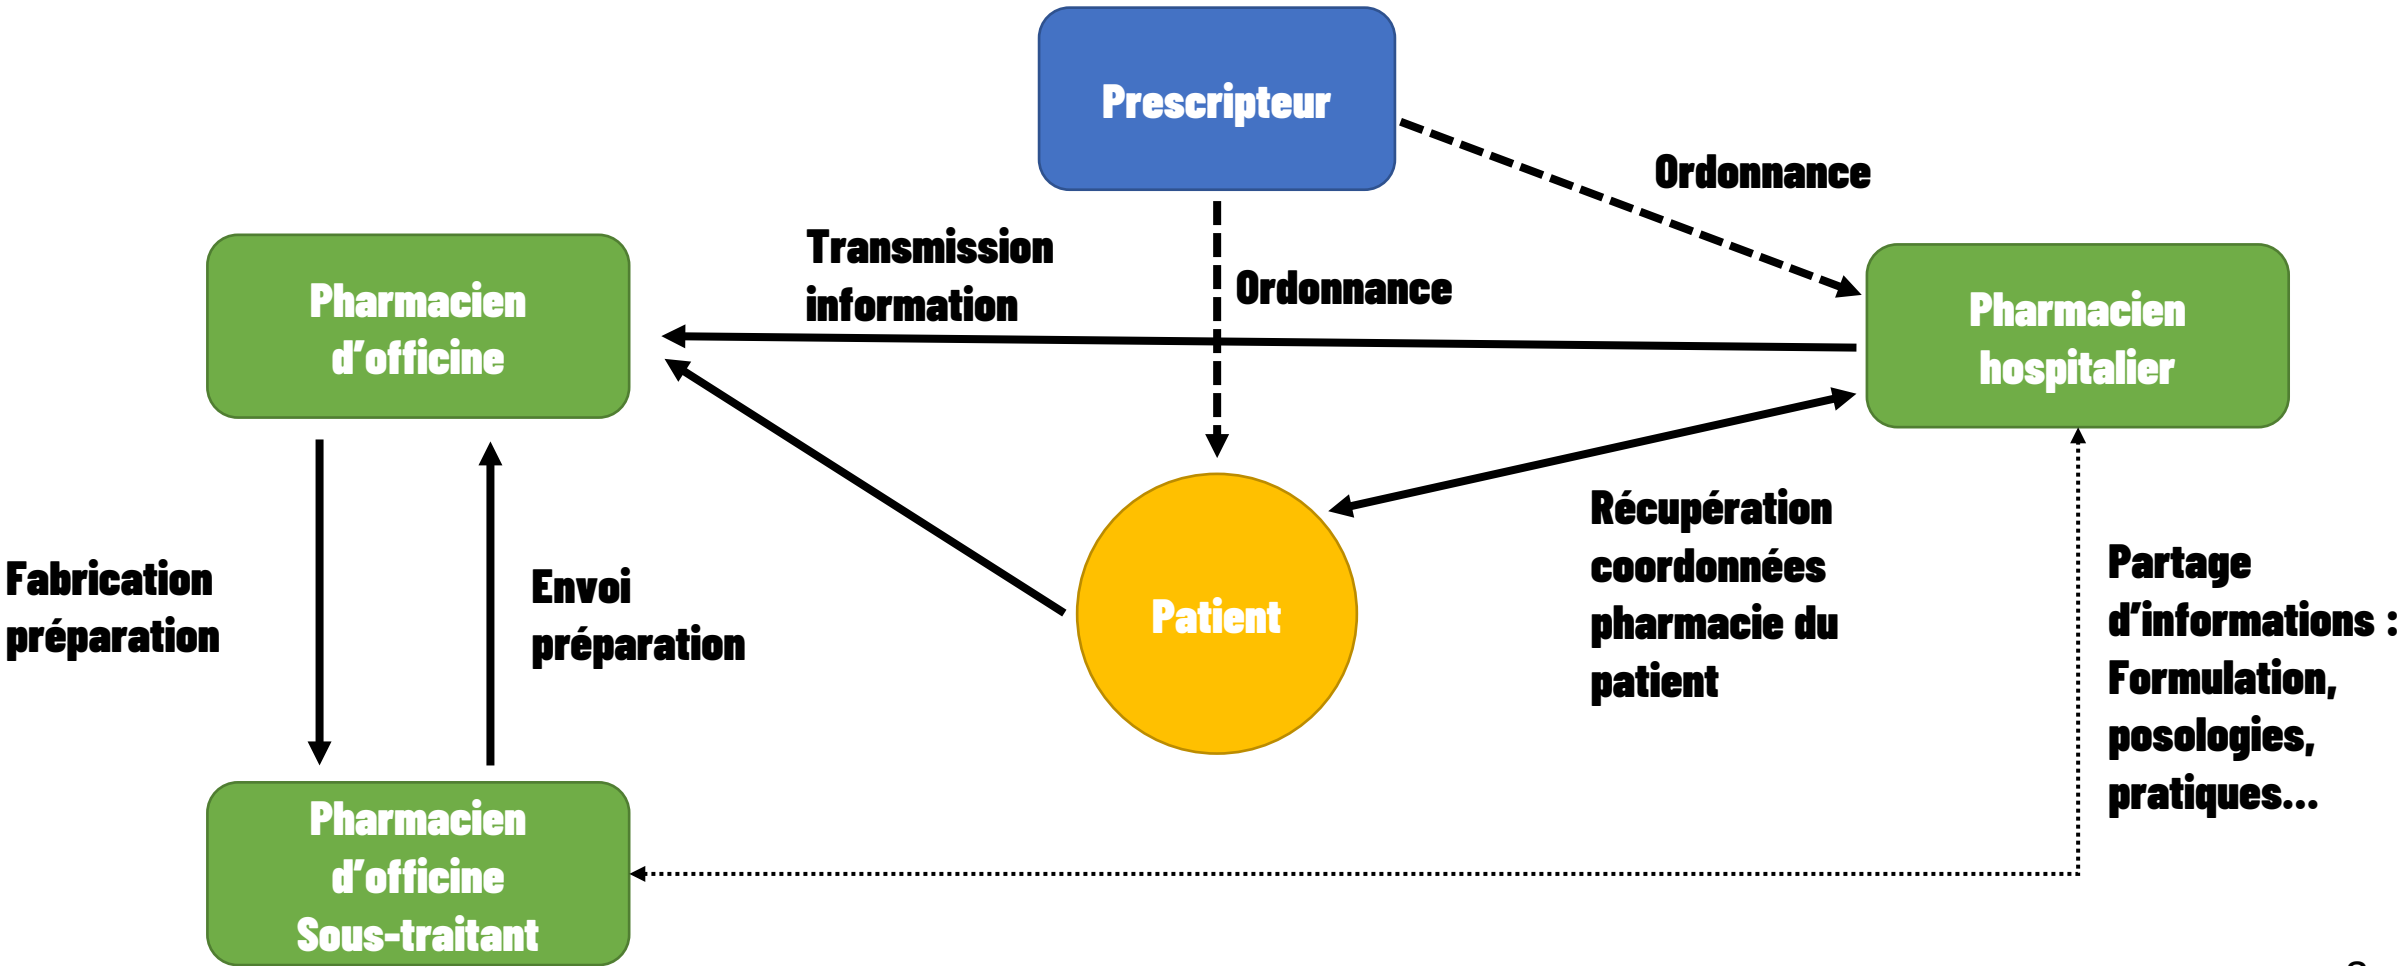 Prescripteur
Ordonnance
Transmission
information
Ordonnance
Pharmacien
d’officine
Pharmacien
hospitalier
Récupération
coordonnées
pharmacie du
patient
Partage
d’informations :
Formulation,
posologies,
pratiques…
Fabrication
préparation
Envoi
préparation
Patient
Pharmacien
d’officine
Sous-traitant